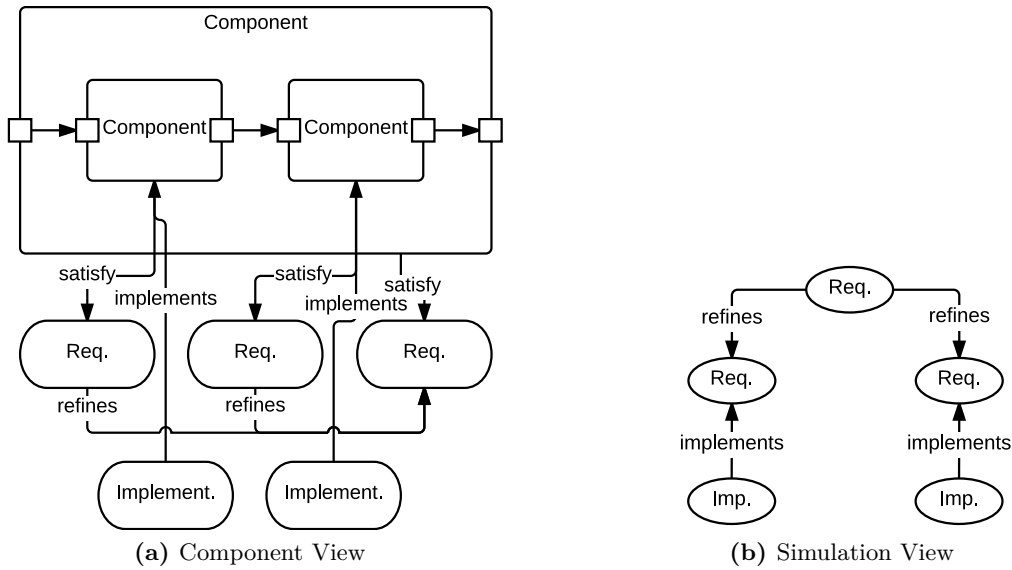 Component
Component
Component
satisfy
implements
satisfy
implements
satisfy
Req.
Req.
Req.
refines
refines
Implement.
Implement.
(a) Component View
Req.
refines
refines
Req.
Req.
implements
implements
Imp.
Imp.
(b) Simulation View